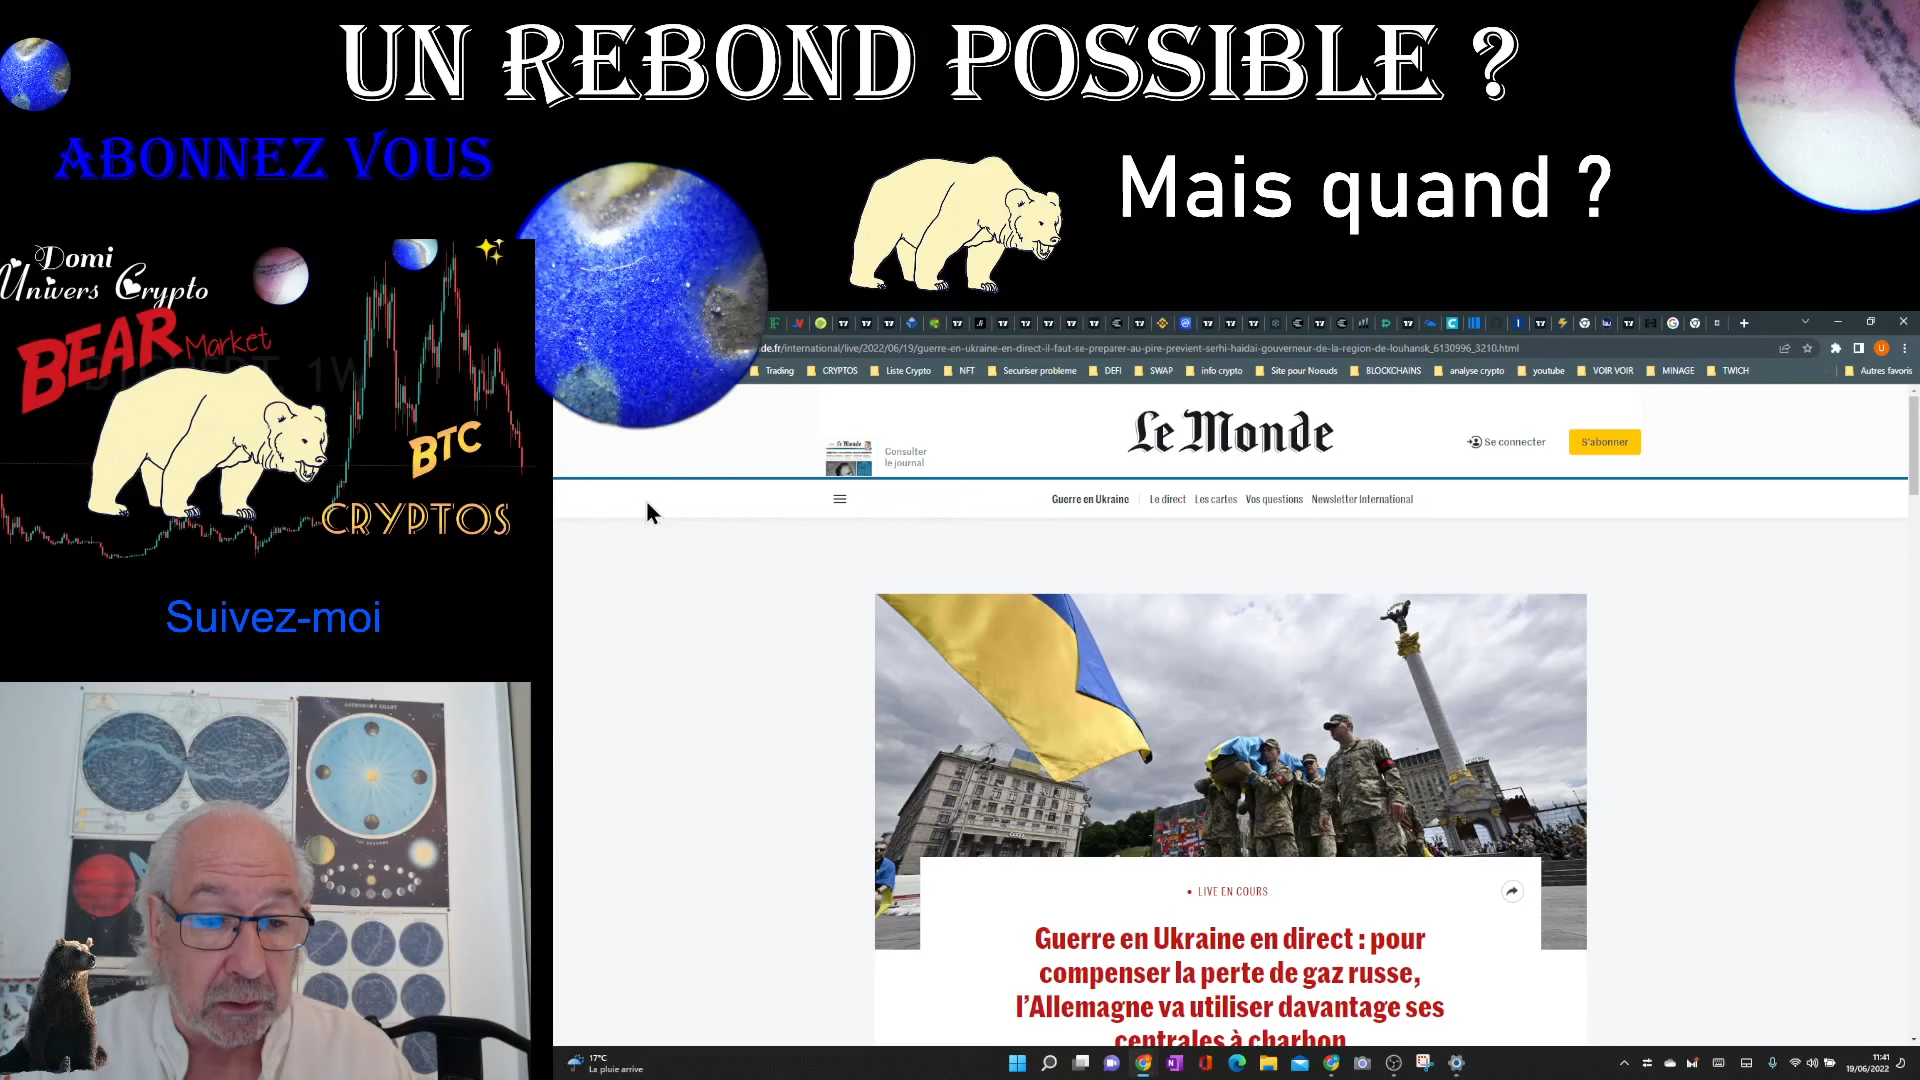 UN REBOND POSSIBLE ?
ABONNEZ VOUS
Mais quand ?
Domi
Univers Crypto
BEAR Market
BTC
CRYPTOS
Suivez-moi
de.fr/international/live/2022/06/19/guerre-en-ukraine-en-direct-il-faut-se-preparer-au-pire-previent-serhi-haidai-gouverneur-de-la-region-de-louhansk_6130996_3210.html
Trading CRYPTOS Liste Crypto NFT Securiser probleme DEFI SWAP info crypto Site pour Noeuds BLOCKCHAINS analyse crypto youtube VOIR VOIR MINAGE TWICH Autres favoris
Le Monde
Consulter
le journal
Se connecter
S'abonner
Guerre en Ukraine Le direct Les cartes Vos questions Newsletter International
• LIVE EN COURS
Guerre en Ukraine en direct : pour
compenser la perte de gaz russe,
l'Allemagne va utiliser davantage ses
centrales à charbon
ASTRONOMY CHART
17°C
La pluie arrive
11:41
19/06/2022